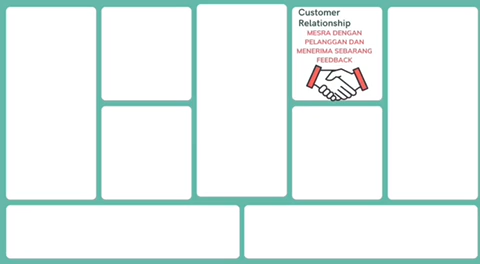 Customer
Relationship
MESRA DENGAN
PELANGGAN DAN
MENERIMA SEBARANG
FEEDBACK